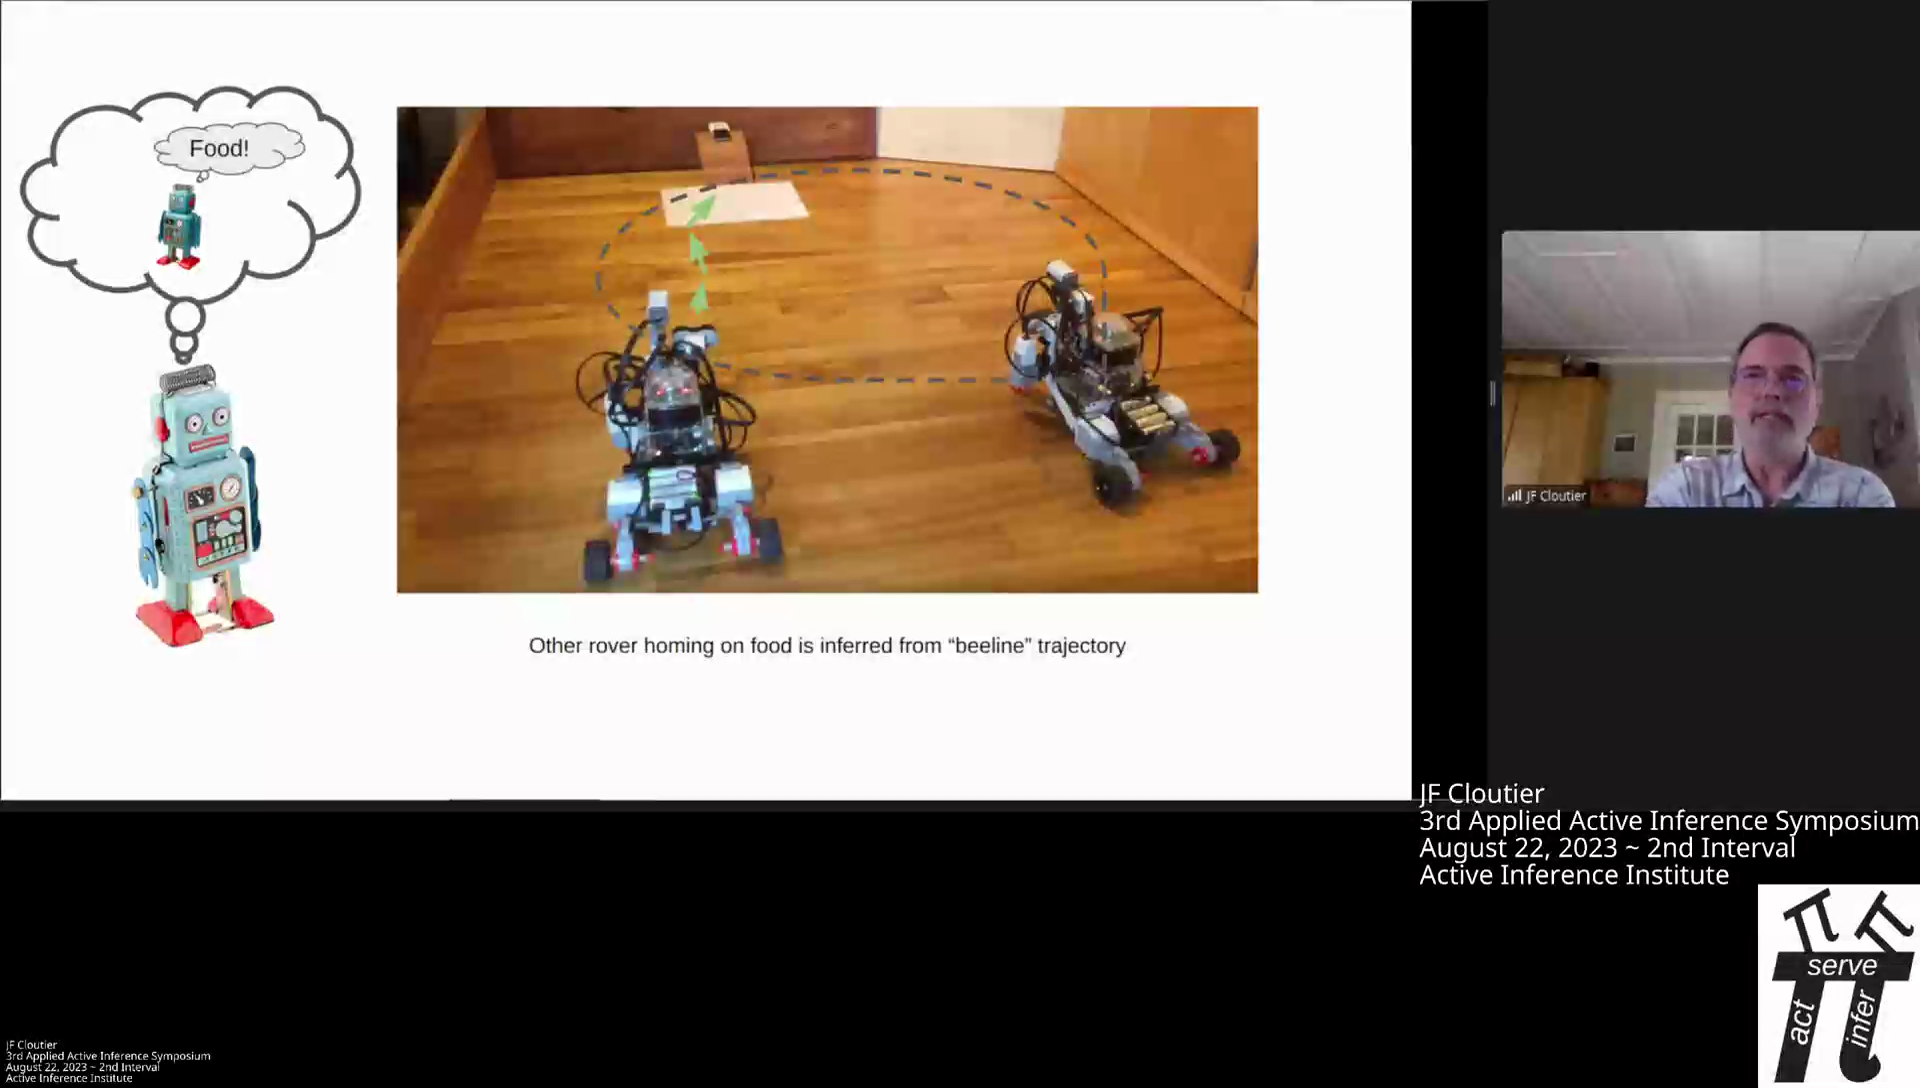 Food!
Other rover homing on food is inferred from “beeline” trajectory
JF Cloutier
JF Cloutier
3rd Applied Active Inference Symposium
August 22, 2023 ~ 2nd Interval
Active Inference Institute
serve
act
infer
JF Cloutier
3rd Applied Active Inference Symposium
August 22, 2023 ~ 2nd Interval
Active Inference Institute